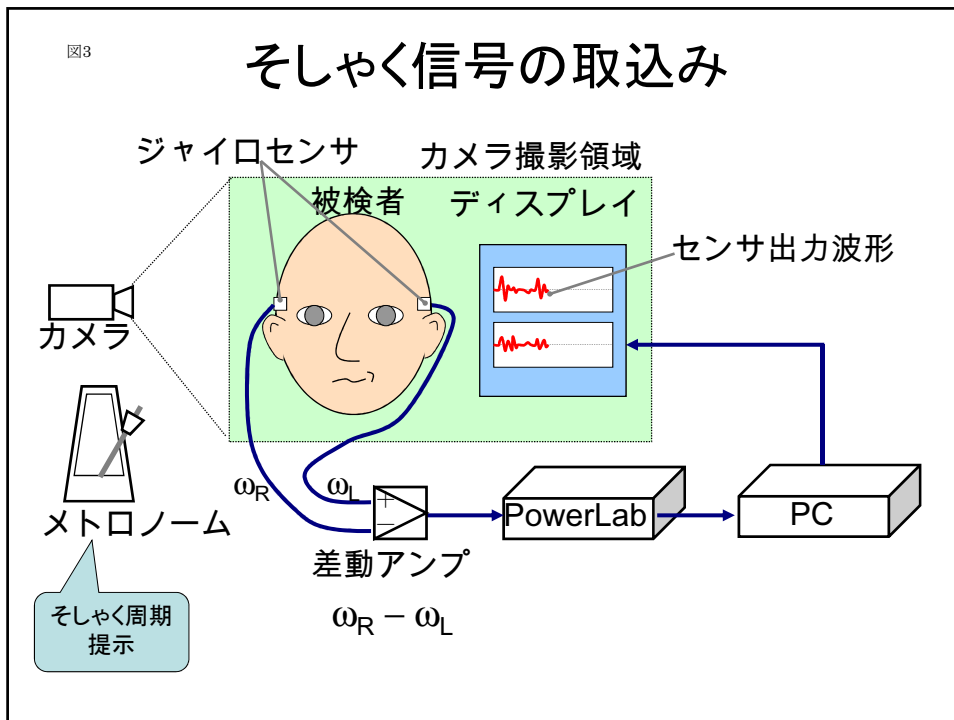 図3
そしゃく信号の取込み
ジャイロセンサ
カメラ撮影領域
被検者
ディスプレイ
センサ出力波形
カメラ
ωR
ωL
+
−
メトロノーム
PowerLab
PC
差動アンプ
そしゃく周期
提示
ωR − ωL